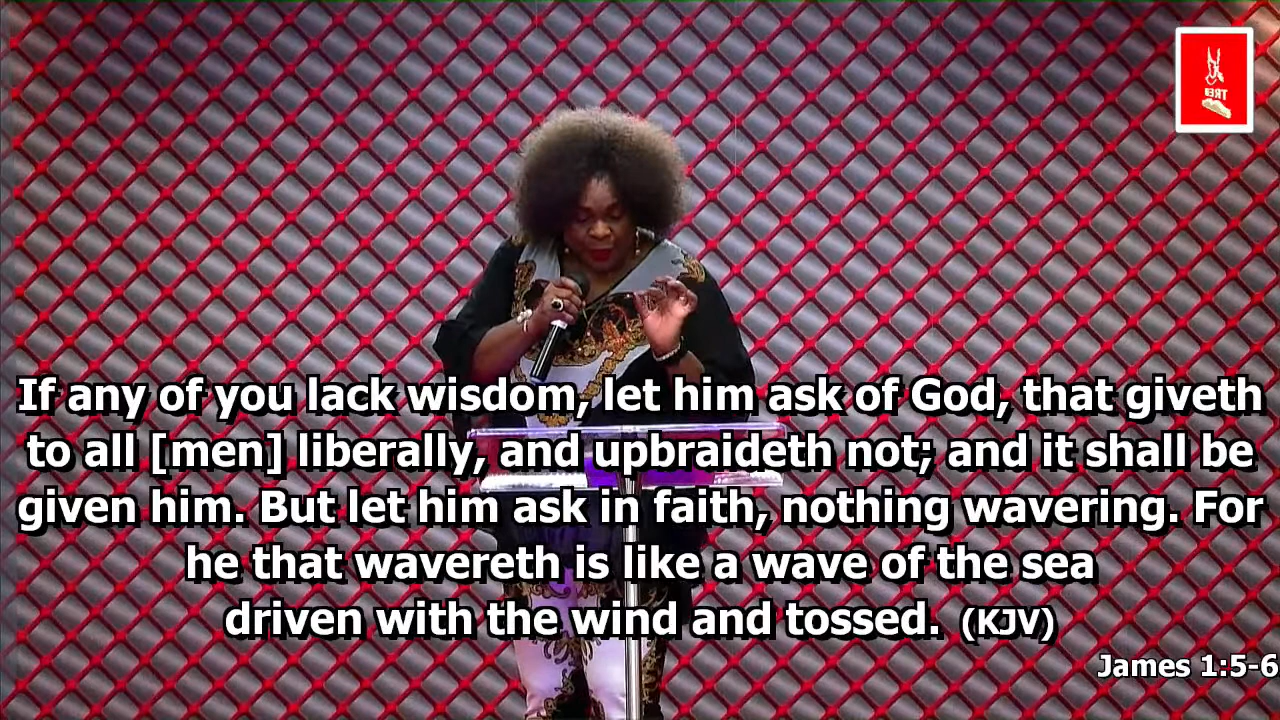 TREI
If any of you lack wisdom, let him ask of God, that giveth
to all [men] liberally, and upbraideth not; and it shall be
given him. But let him ask in faith, nothing wavering. For
he that wavereth is like a wave of the sea
driven with the wind and tossed. (KJV)
James 1:5-6